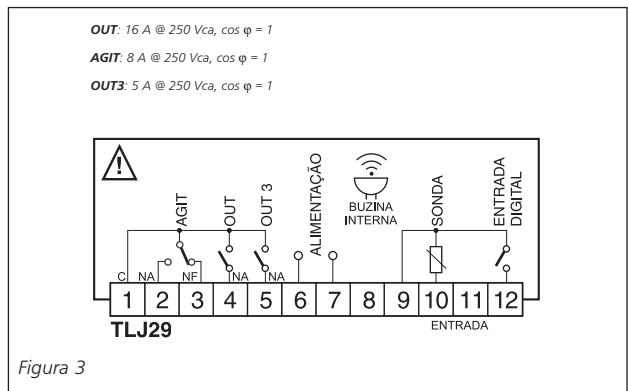 OUT: 16 A @ 250 Vca, cos φ = 1
AGIT: 8 A @ 250 Vca, cos φ = 1
OUT3: 5 A @ 250 Vca, cos φ = 1
AGIT
OUT
OUT 3
ALIMENTAÇÃO
BUZINA
INTERNA
SONDA
ENTRADA
DIGITAL
C NA NF NA NA
1 2 3 4 5 6 7 8 9 10 11 12
TLJ29
ENTRADA
Figura 3